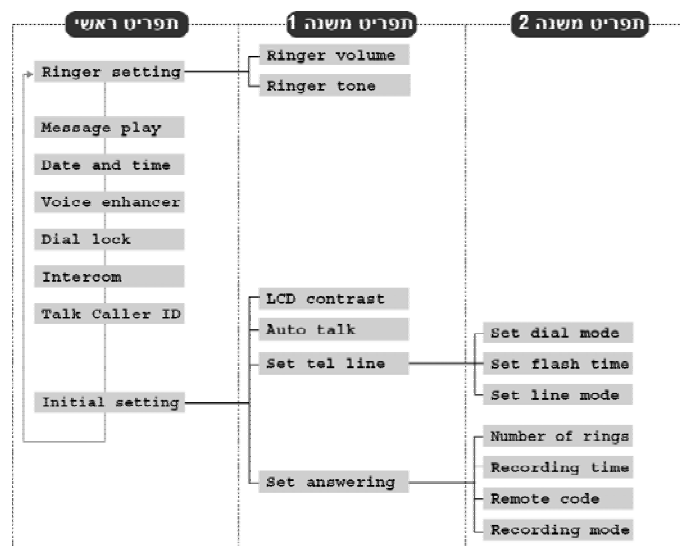 תפריט ראשי
תפריט משנה 1
תפריט משנה 2
Ringer setting
Ringer volume
Ringer tone
Message play
Date and time
Voice enhancer
Dial lock
Intercom
Talk Caller ID
Initial setting
LCD contrast
Auto talk
Set tel line
Set answering
Set dial mode
Set flash time
Set line mode
Number of rings
Recording time
Remote code
Recording mode